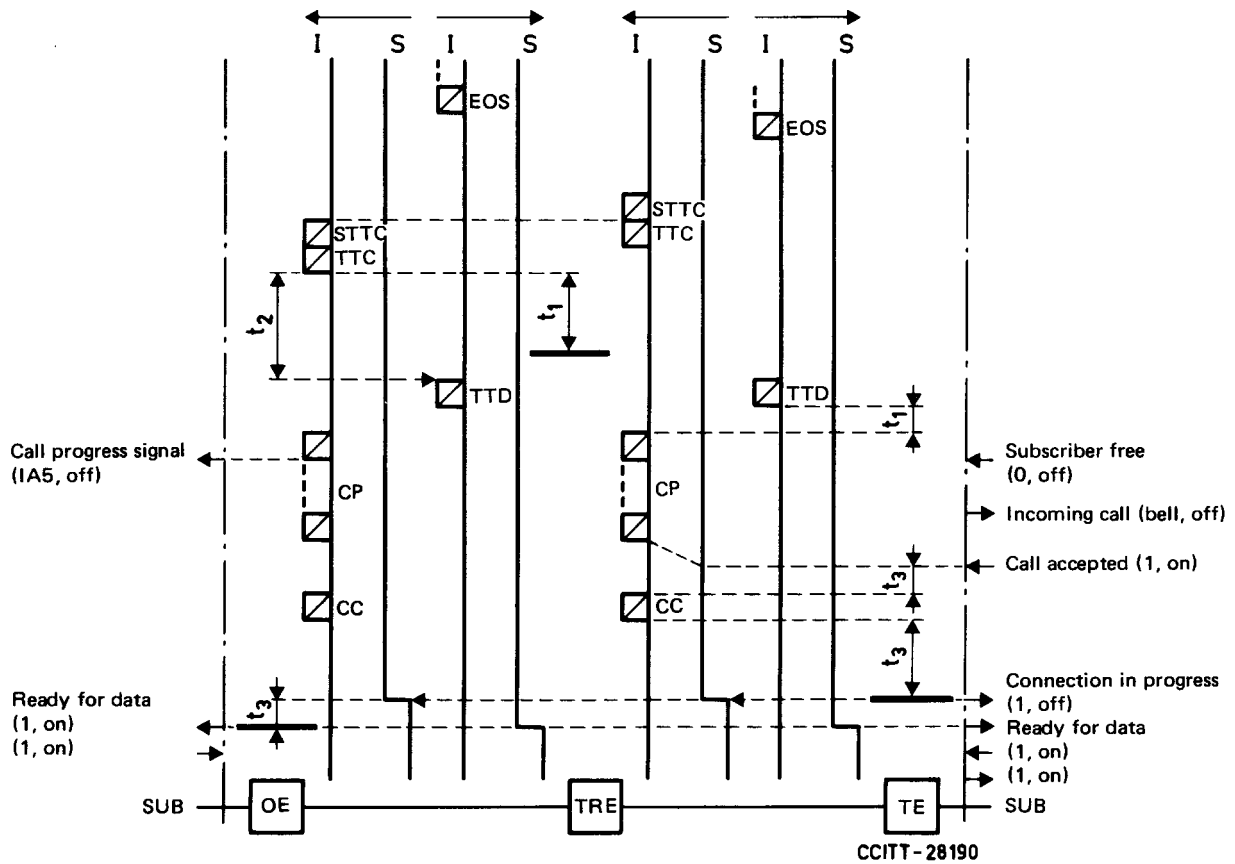 I S I S I S I S
EOS
EOS
STTC
TTC
STTC
TTC
t2
t1
TTD
TTD
t1
Call progress signal
(IA5, off)
Subscriber free
(0, off)
CP
CP
Incoming call (bell, off)
Call accepted (1, on)
t3
CC
CC
t3
Ready for data
(1, on)
(1, on)
t3
Connection in progress
(1, off)
Ready for data
(1, on)
(1, on)
SUB OE TRE TE SUB
CCITT-28190